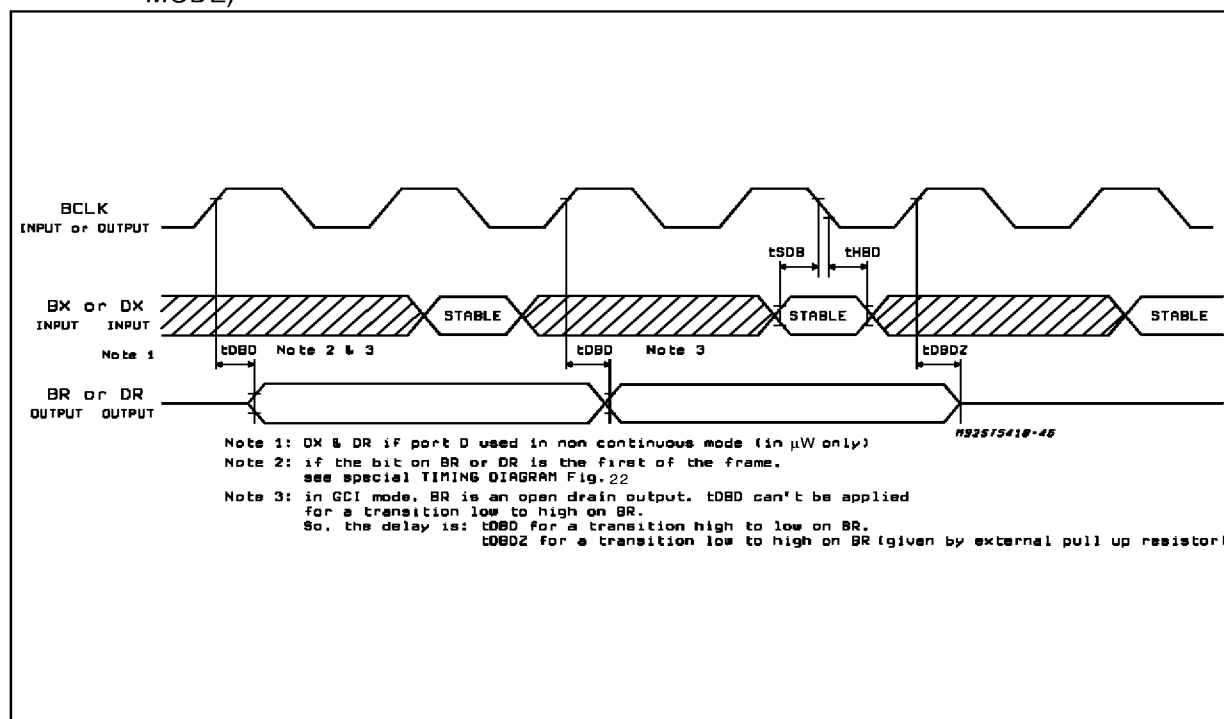 MODE)
BCLK
INPUT or OUTPUT
tSDB tHBD
BX or DX
INPUT INPUT
STABLE STABLE STABLE
Note 1 tDBD Note 2 & 3 tDBD Note 3 tDBDZ
BR or DR
OUTPUT OUTPUT
M92ST5410-46
Note 1: DX & DR if port D used in non continuous mode (in µW only)
Note 2: if the bit on BR or DR is the first of the frame.
see special TIMING DIAGRAM Fig. 22
Note 3: in GCI mode. BR is an open drain output. tDBD can't be applied
for a transition low to high on BR.
So. the delay is: tDBD for a transition high to low on BR.
tDBDZ for a transition low to high on BR (given by external pull up resistor)